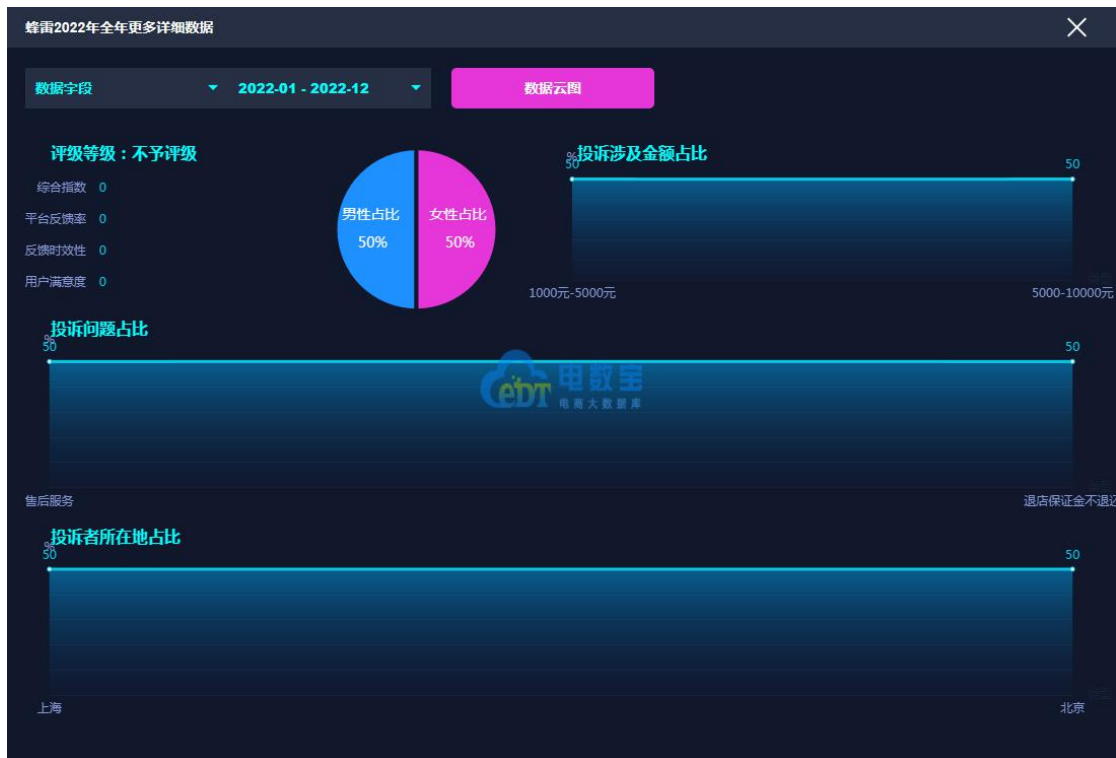 蜂雷2022年全年更多详细数据
数据字段
2022-01 - 2022-12
数据云图
评级等级：不予评级
综合指数 0
平台反馈率 0
反馈时效性 0
用户满意度 0
男性占比
50%
女性占比
50%
投诉涉及金额占比
%
50
50
1000元-5000元
5000-10000元
投诉问题占比
%
50
50
售后服务
退店保证金不退还
eDT 电数宝
电商大数据库
投诉者所在地占比
%
50
50
上海
北京